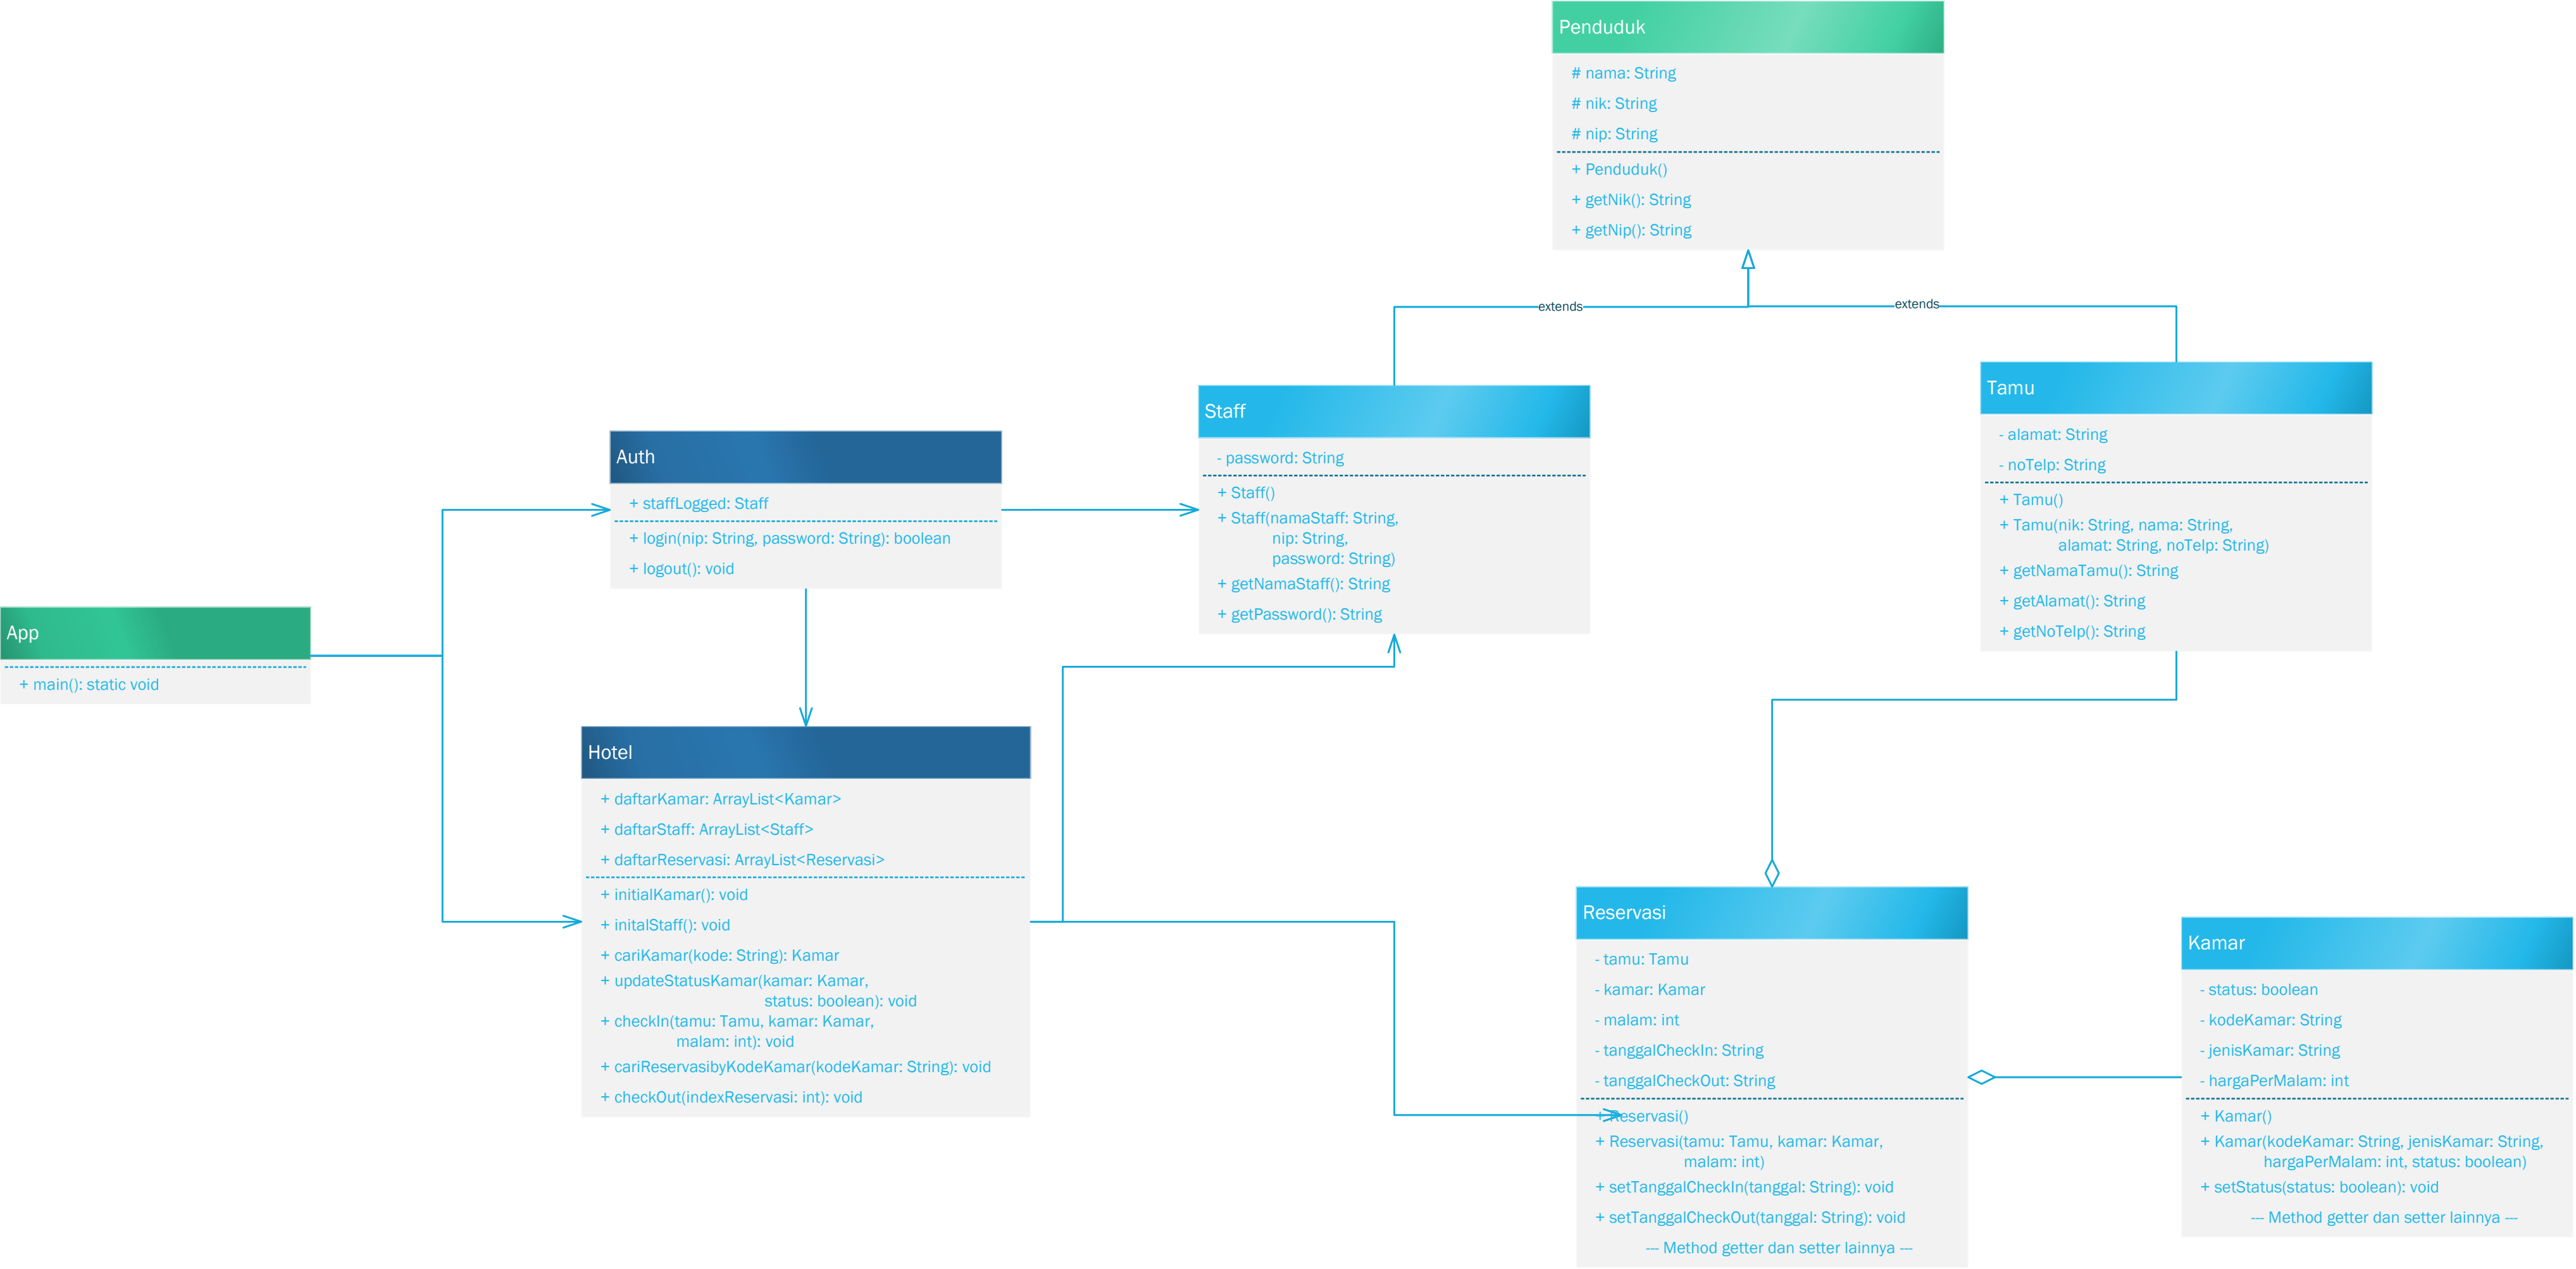 Penduduk
# nama: String
# nik: String
# nip: String
+ Penduduk()
+ getNik(): String
+ getNip(): String
extends
extends
Staff
- password: String
+ Staff()
+ Staff(namaStaff: String,
nip: String,
password: String)
+ getNamaStaff(): String
+ getPassword(): String
Tamu
- alamat: String
- noTelp: String
+ Tamu()
+ Tamu(nik: String, nama: String,
alamat: String, noTelp: String)
+ getNamaTamu(): String
+ getAlamat(): String
+ getNoTelp(): String
Auth
+ staffLogged: Staff
+ login(nip: String, password: String): boolean
+ logout(): void
App
+ main(): static void
Hotel
+ daftarKamar: ArrayList<Kamar>
+ daftarStaff: ArrayList<Staff>
+ daftarReservasi: ArrayList<Reservasi>
+ initialKamar(): void
+ initalStaff(): void
+ cariKamar(kode: String): Kamar
+ updateStatusKamar(kamar: Kamar,
status: boolean): void
+ checkIn(tamu: Tamu, kamar: Kamar,
malam: int): void
+ cariReservasibyKodeKamar(kodeKamar: String): void
+ checkOut(indexReservasi: int): void
Reservasi
- tamu: Tamu
- kamar: Kamar
- malam: int
- tanggalCheckIn: String
- tanggalCheckOut: String
+ Reservasi()
+ Reservasi(tamu: Tamu, kamar: Kamar,
malam: int)
+ setTanggalCheckIn(tanggal: String): void
+ setTanggalCheckOut(tanggal: String): void
--- Method getter dan setter lainnya ---
Kamar
- status: boolean
- kodeKamar: String
- jenisKamar: String
- hargaPerMalam: int
+ Kamar()
+ Kamar(kodeKamar: String, jenisKamar: String,
hargaPerMalam: int, status: boolean)
+ setStatus(status: boolean): void
--- Method getter dan setter lainnya ---